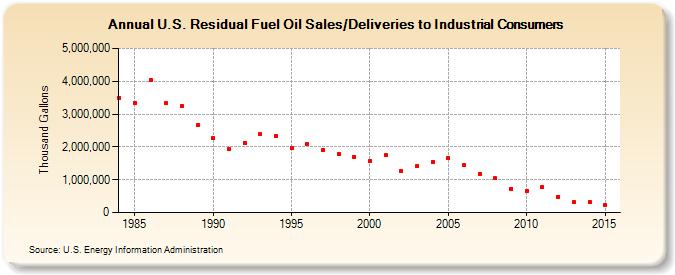 Annual U.S. Residual Fuel Oil Sales/Deliveries to Industrial Consumers
Thousand Gallons
5,000,000
4,000,000
3,000,000
2,000,000
1,000,000
0
1985 1990 1995 2000 2005 2010 2015
Source: U.S. Energy Information Administration